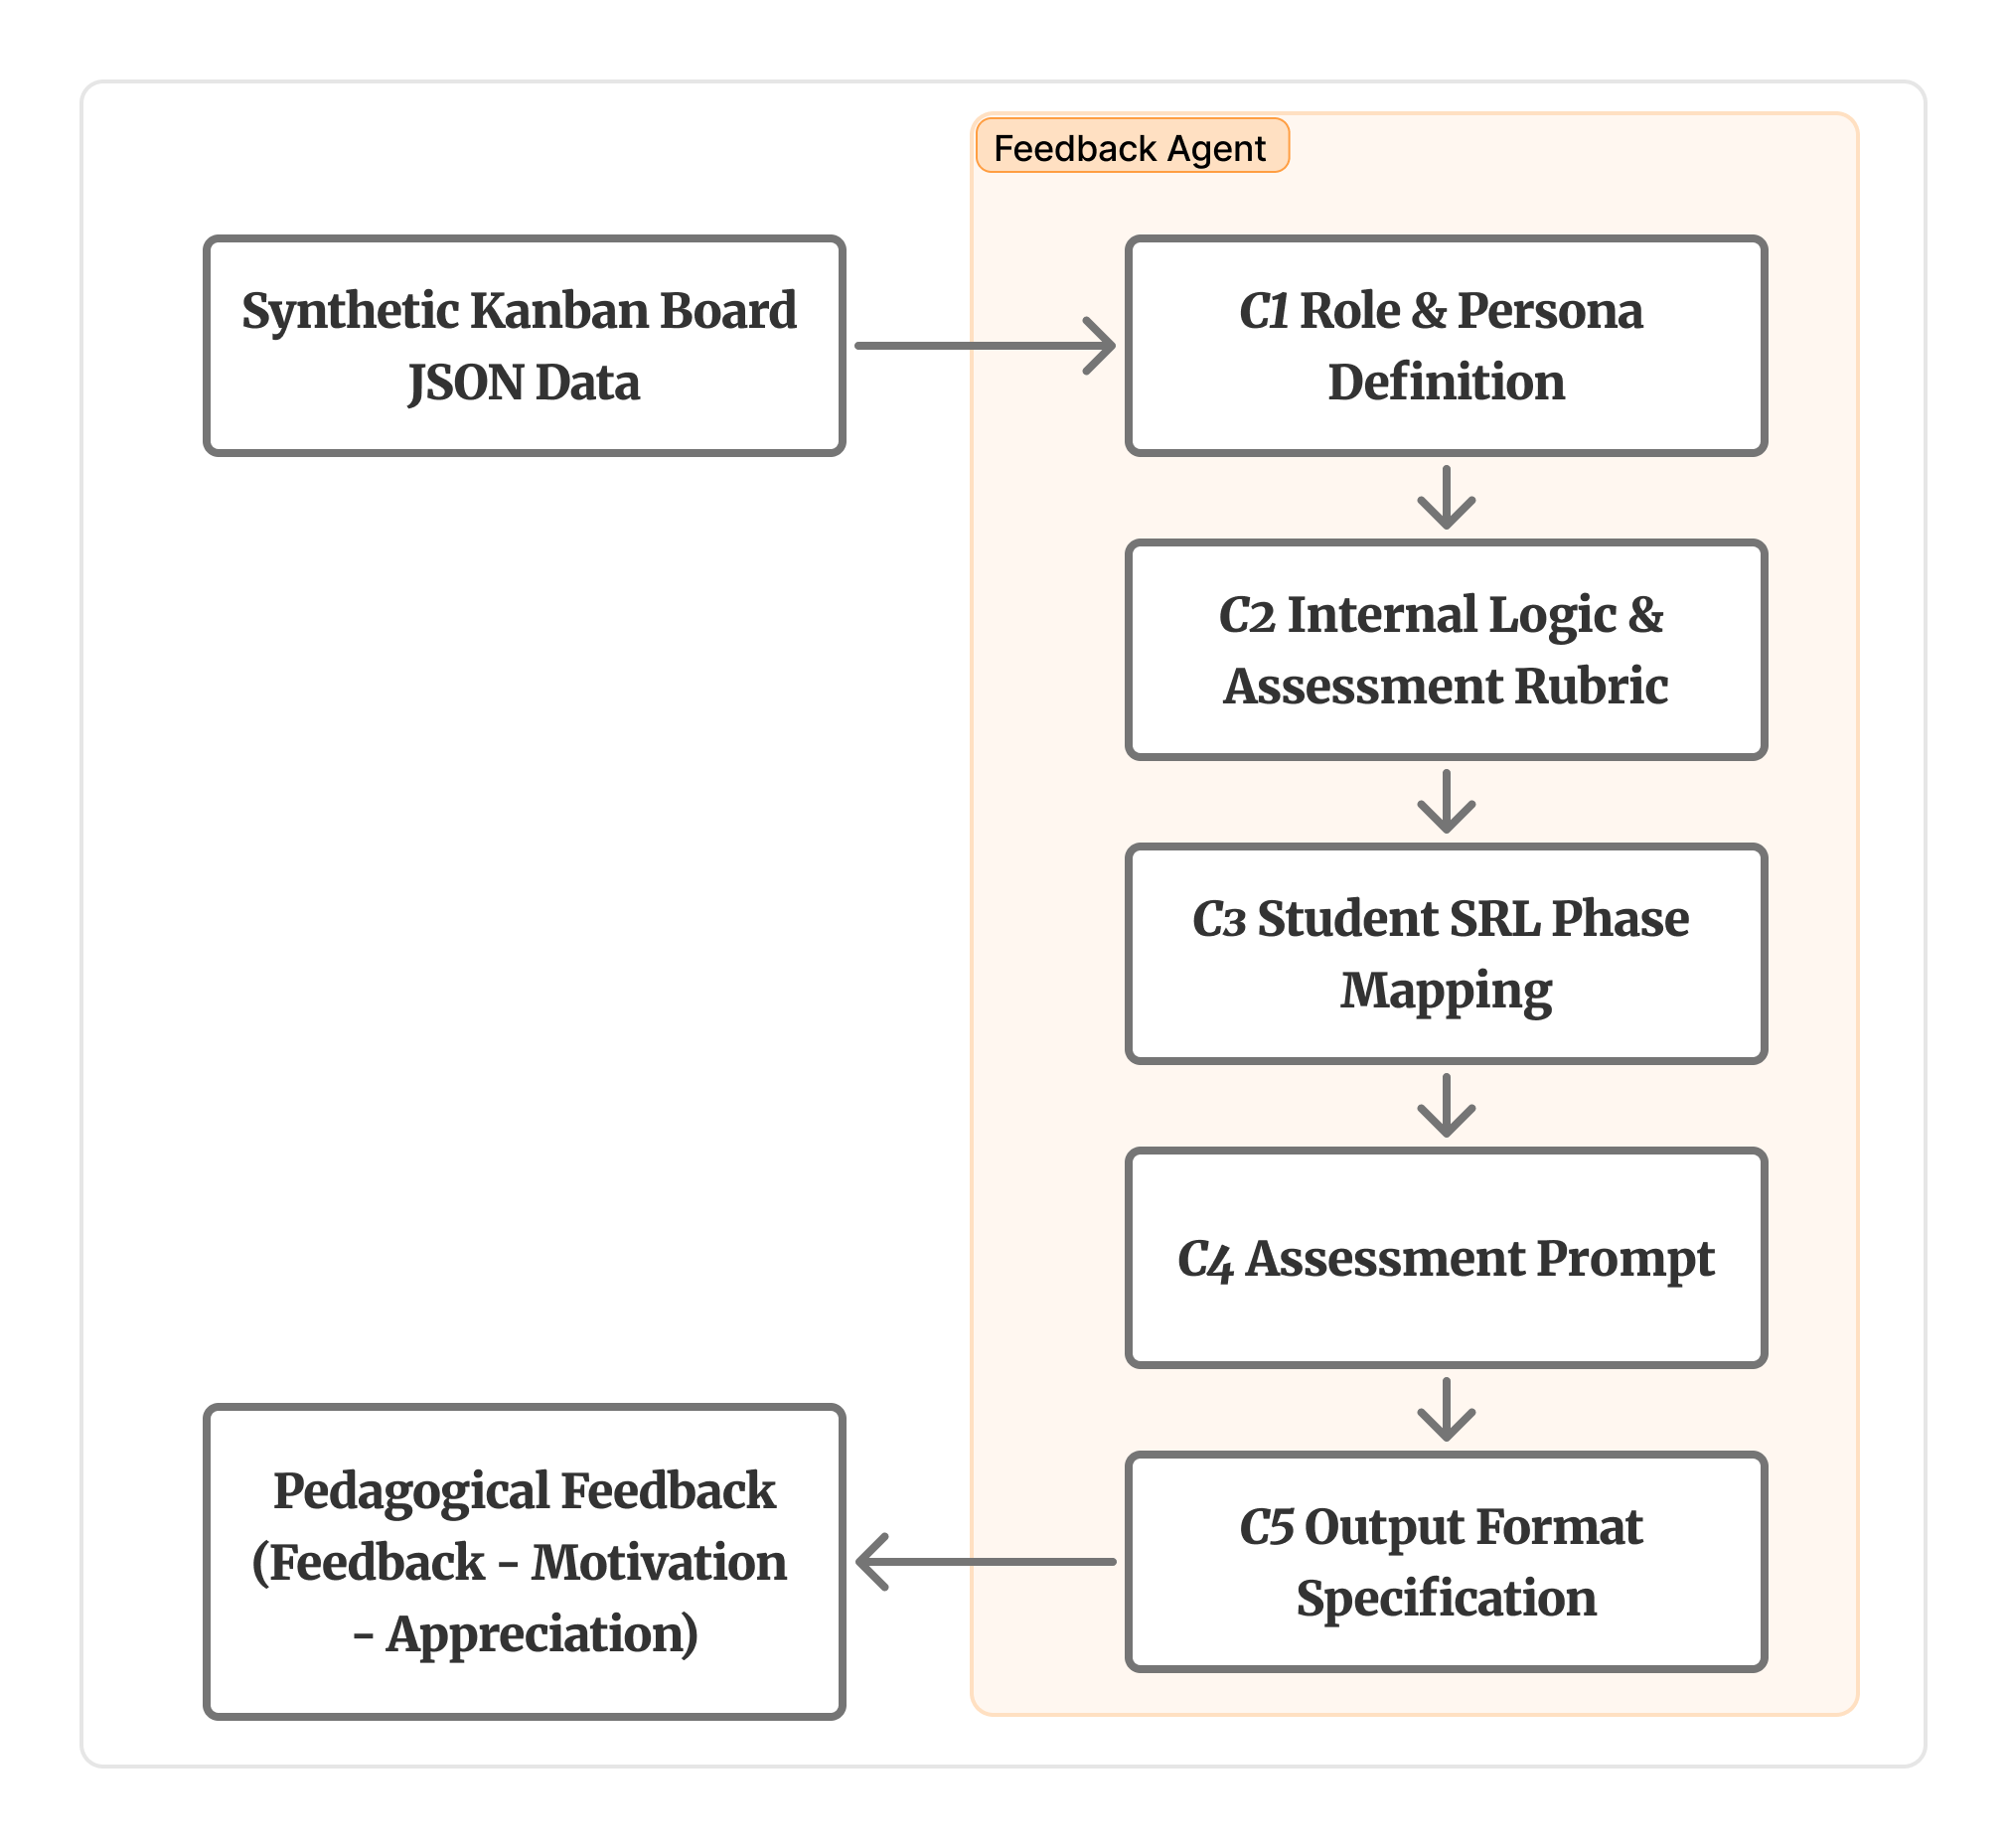 Feedback Agent
Synthetic Kanban Board
JSON Data
C1 Role & Persona
Definition
C2 Internal Logic &
Assessment Rubric
C3 Student SRL Phase
Mapping
C4 Assessment Prompt
C5 Output Format
Specification
Pedagogical Feedback
(Feedback - Motivation
- Appreciation)